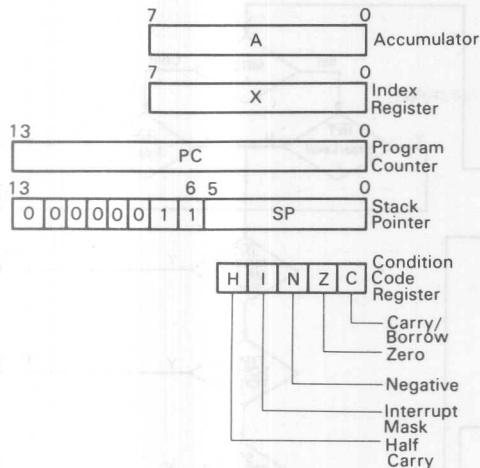 7 0
A Accumulator
7 0
X Index
Register
13 0
PC Program
Counter
13 6 5 0
0 0 0 0 0 0 1 1 SP Stack
Pointer
H I N Z C Condition
Code
Register
Carry/
Borrow
Zero
Negative
Interrupt
Mask
Half
Carry